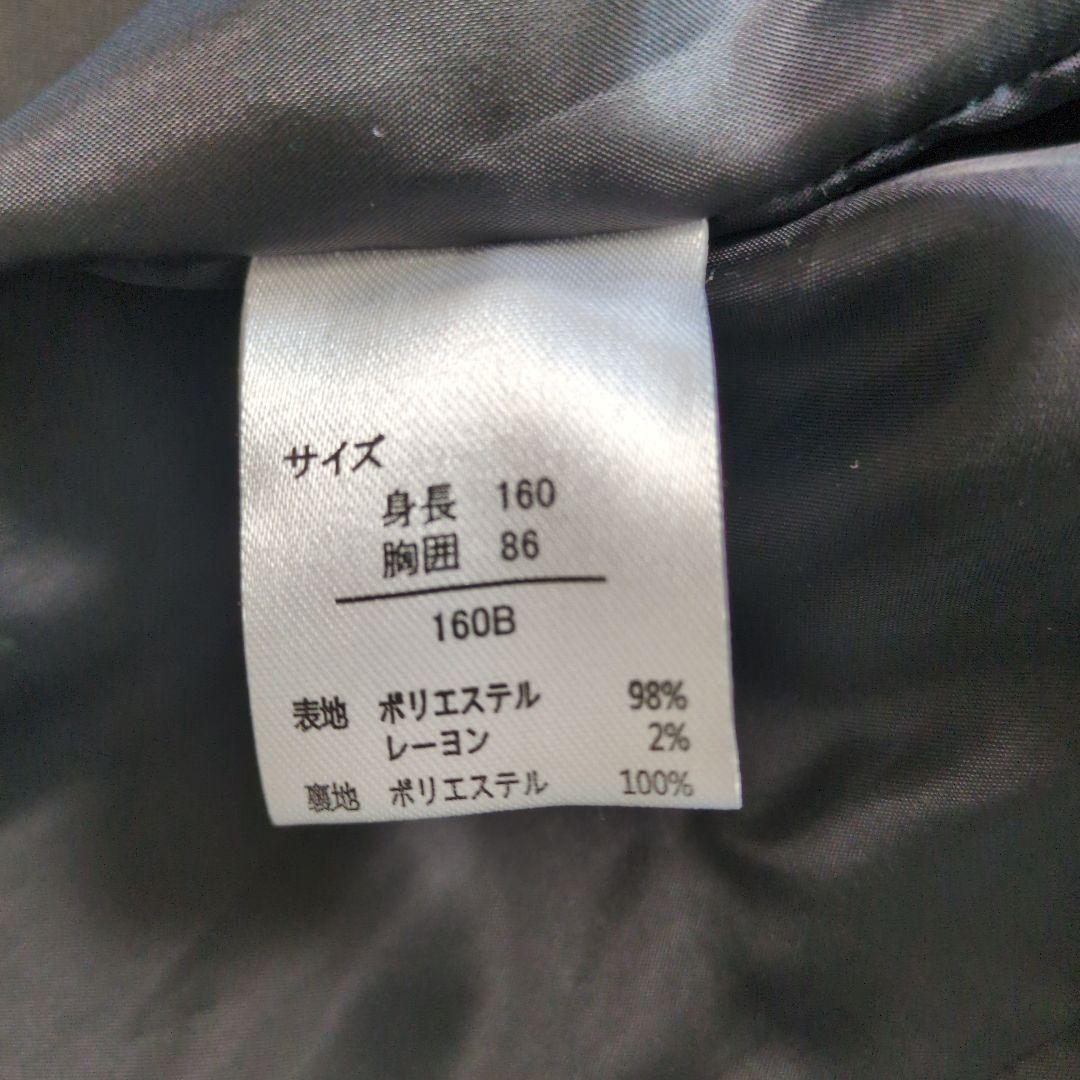 サイズ
身長 160
胸囲 86
160B
表地 ポリエステル 98%
レーヨン 2%
裏地 ポリエステル 100%